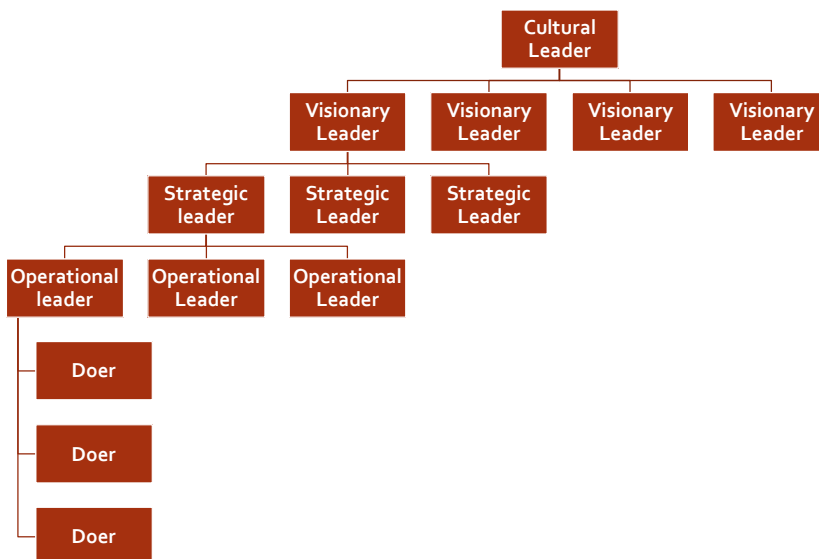 Cultural
Leader
Visionary
Leader
Visionary
Leader
Visionary
Leader
Visionary
Leader
Strategic
leader
Strategic
Leader
Strategic
Leader
Operational
leader
Operational
Leader
Operational
Leader
Doer
Doer
Doer